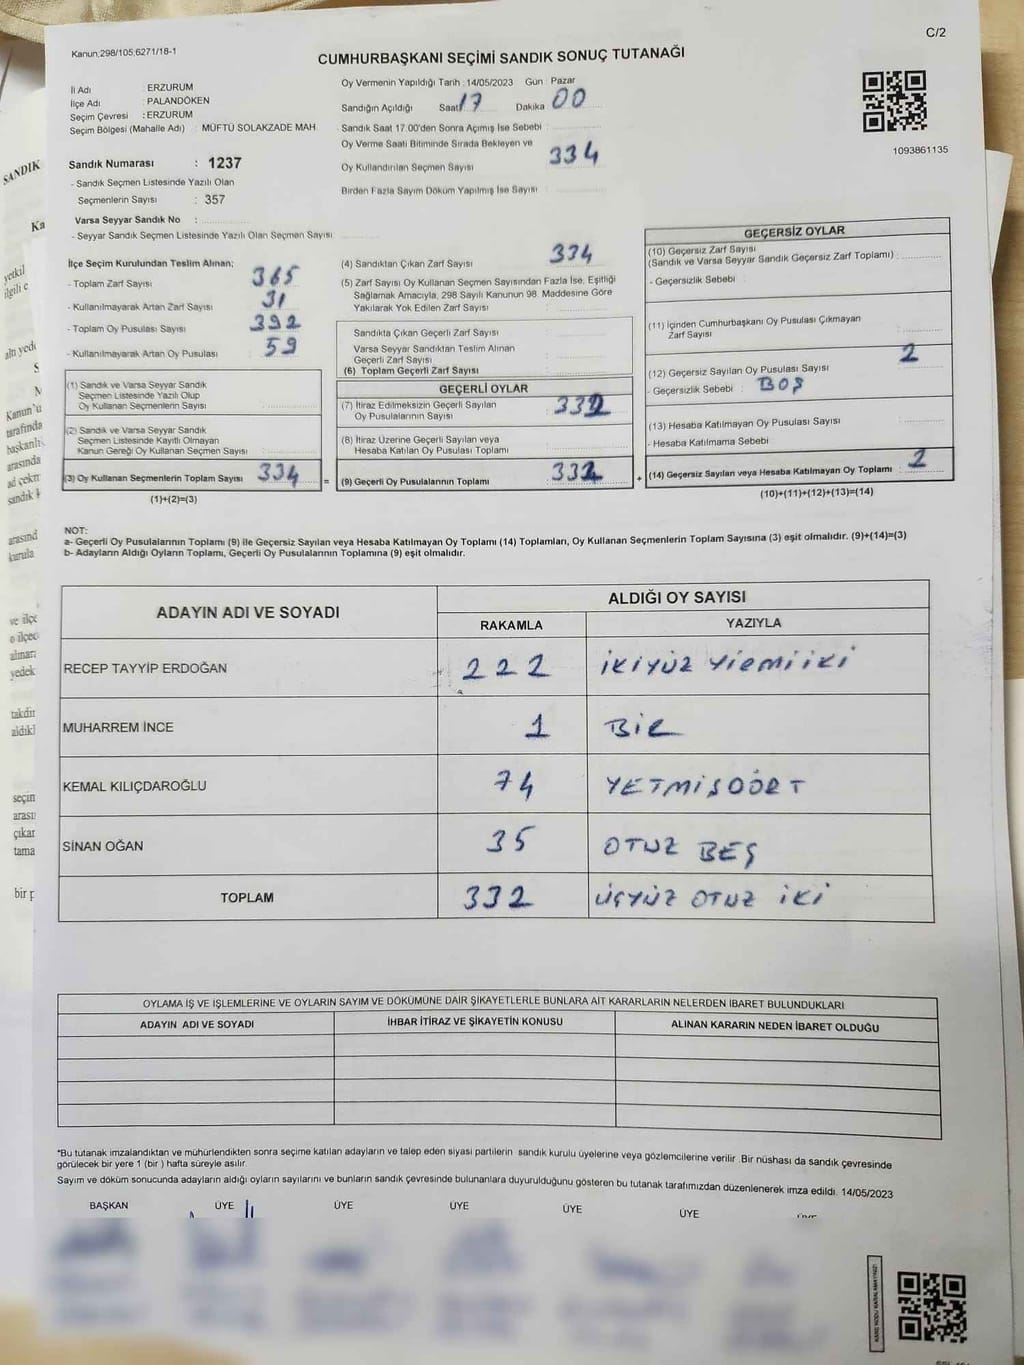 C/2
Kanun;298/105,6271/18-1
CUMHURBAŞKANI SEÇİMİ SANDIK SONUÇ TUTANAĞI
İl Adı : ERZURUM
İlçe Adı : PALANDÖKEN
Seçim Çevresi : ERZURUM
Seçim Bölgesi (Mahalle Adı) : MÜFTÜ SOLAKZADE MAH
Oy Vermenin Yapıldığı Tarih : 14/05/2023 Gün : Pazar
Sandığın Açıldığı Saat 17 Dakika 00
Sandık Saat 17.00'den Sonra Açımış İse Sebebi :
Oy Verme Saati Bitiminde Sırada Bekleyen ve
Oy Kullandırılan Seçmen Sayısı 334
Birden Fazla Sayım Döküm Yapılmış İse Sayısı :
1093861135
Sandık Numarası : 1237
- Sandık Seçmen Listesinde Yazılı Olan
Seçmenlerin Sayısı : 357
Varsa Seyyar Sandık No :
- Seyyar Sandık Seçmen Listesinde Yazılı Olan Seçmen Sayısı
İlçe Seçim Kurulundan Teslim Alınan;
- Toplam Zarf Sayısı 365
- Kullanılmayarak Artan Zarf Sayısı 31
- Toplam Oy Pusulası Sayısı 392
- Kullanılmayarak Artan Oy Pusulası 59
(1) Sandık ve Varsa Seyyar Sandık
Seçmen Listesinde Yazılı Olup
Oy Kullanan Seçmenlerin Sayısı
(2) Sandık ve Varsa Seyyar Sandık
Seçmen Listesinde Kayıtlı Olmayan
Kanun Gereği Oy Kullanan Seçmen Sayısı
(3) Oy Kullanan Seçmenlerin Toplam Sayısı 334 =
(1)+(2)=(3)
(4) Sandıktan Çıkan Zarf Sayısı 334
(5) Zarf Sayısı Oy Kullanan Seçmen Sayısından Fazla İse, Eşitliği
Sağlamak Amacıyla, 298 Sayılı Kanunun 98. Maddesine Göre
Yakılarak Yok Edilen Zarf Sayısı
Sandıkta Çıkan Geçerli Zarf Sayısı
Varsa Seyyar Sandıktan Teslim Alınan
Geçerli Zarf Sayısı
(6) Toplam Geçerli Zarf Sayısı
GEÇERLİ OYLAR
(7) İtiraz Edilmeksizin Geçerli Sayılan
Oy Pusulalarının Sayısı 332
(8) İtiraz Üzerine Geçerli Sayılan veya
Hesaba Katılan Oy Pusulası Toplamı
(9) Geçerli Oy Pusulalarının Toplamı 332 +
GEÇERSİZ OYLAR
(10) Geçersiz Zarf Sayısı
(Sandık ve Varsa Seyyar Sandık Geçersiz Zarf Toplamı) :
- Geçersizlik Sebebi :
(11) İçinden Cumhurbaşkanı Oy Pusulası Çıkmayan
Zarf Sayısı
(12) Geçersiz Sayılan Oy Pusulası Sayısı 2
- Geçersizlik Sebebi : BOŞ
(13) Hesaba Katılmayan Oy Pusulası Sayısı
- Hesaba Katılmama Sebebi
(14) Geçersiz Sayılan veya Hesaba Katılmayan Oy Toplamı 2
(10)+(11)+(12)+(13)=(14)
NOT:
a- Geçerli Oy Pusulalarının Toplamı (9) ile Geçersiz Sayılan veya Hesaba Katılmayan Oy Toplamı (14) Toplamları, Oy Kullanan Seçmenlerin Toplam Sayısına (3) eşit olmalıdır. (9)+(14)=(3)
b- Adayların Aldığı Oyların Toplamı, Geçerli Oy Pusulalarının Toplamına (9) eşit olmalıdır.
ADAYIN ADI VE SOYADI ALDIĞI OY SAYISI
RAKAMLA YAZIYLA
RECEP TAYYİP ERDOĞAN 222 İKİYÜZ YİRMİİKİ
MUHARREM İNCE 1 BİR
KEMAL KILIÇDAROĞLU 74 YETMİŞDÖRT
SİNAN OĞAN 35 OTUZ BEŞ
TOPLAM 332 ÜÇYÜZ OTUZ İKİ
OYLAMA İŞ VE İŞLEMLERİNE VE OYLARIN SAYIM VE DÖKÜMÜNE DAİR ŞİKAYETLERLE BUNLARA AİT KARARLARIN NELERDEN İBARET BULUNDUKLARI
ADAYIN ADI VE SOYADI İHBAR İTİRAZ VE ŞİKAYETİN KONUSU ALINAN KARARIN NEDEN İBARET OLDUĞU
*Bu tutanak imzalandıktan ve mühürlendikten sonra seçime katılan adayların ve talep eden siyasi partilerin sandık kurulu üyelerine veya gözlemcilerine verilir. Bir nüshası da sandık çevresinde
görülecek bir yere 1 (bir ) hafta süreyle asılır.
Sayım ve döküm sonucunda adayların aldığı oyların sayılarını ve bunların sandık çevresinde bulunanlara duyurulduğunu gösteren bu tutanak tarafımızdan düzenlenerek imza edildi. 14/05/2023
BAŞKAN ÜYE ÜYE ÜYE ÜYE ÜYE